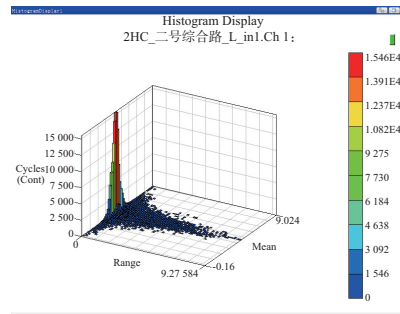 HistogramDisplay1
Histogram Display
2HC_二号综合路_L_in1.Ch 1:
1.546E4
1.391E4
1.237E4
1.082E4
9 275
7 730
6 184
4 638
3 092
1 546
0
15 000
12 500
Cycles10 000
(Cont)
7 500
5 000
2 500
0
0
Range
9.27 584
-0.16
Mean
9.024